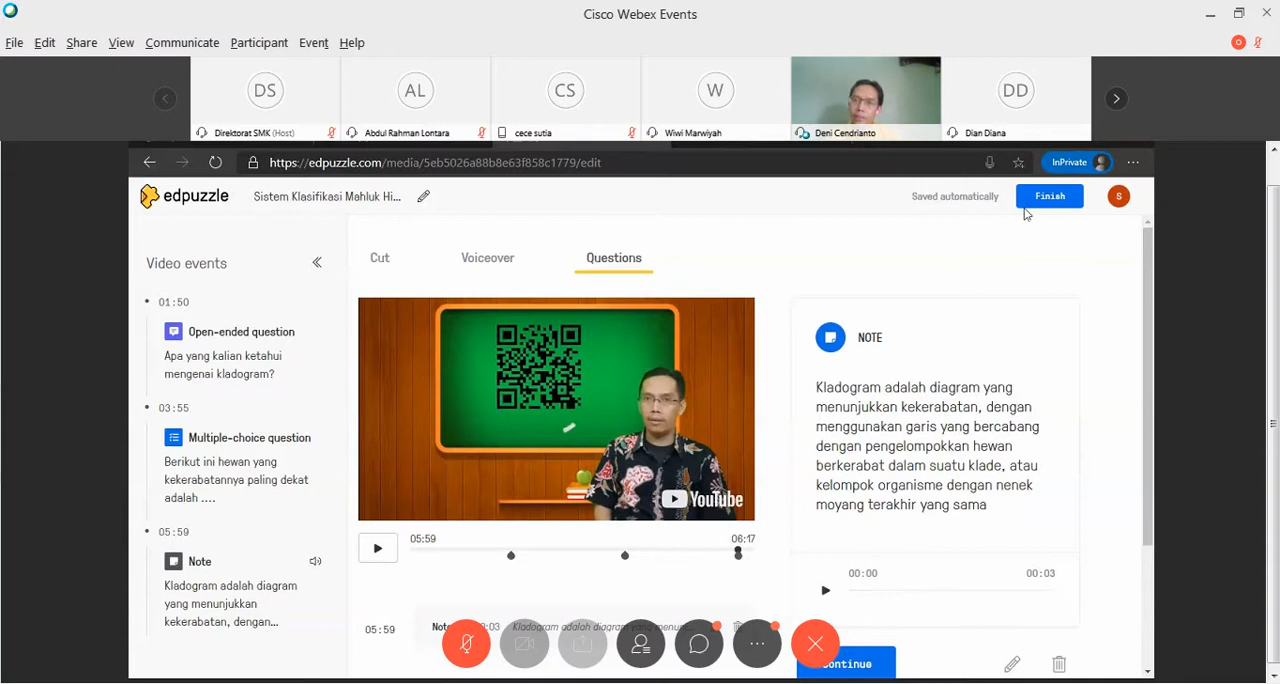 Cisco Webex Events
File Edit Share View Communicate Participant Event Help
DS AL CS W DD
Direktorat SMK (Host) Abdul Rahman Lontara cece sutia Wiwi Marwiyah Deni Cendrianto Dian Diana
https://edpuzzle.com/media/5eb5026a88b8e63f858c1779/edit InPrivate
edpuzzle Sistem Klasifikasi Mahluk Hi... Saved automatically Finish S
Video events
01:50
Open-ended question
Apa yang kalian ketahui
mengenai kladogram?
03:55
Multiple-choice question
Berikut ini hewan yang
kekerabatannya paling dekat
adalah ....
05:59
Note
Kladogram adalah diagram
yang menunjukkan
kekerabatan, dengan...
Cut Voiceover Questions
YouTube
05:59 06:17
NOTE
Kladogram adalah diagram yang
menunjukkan kekerabatan, dengan
menggunakan garis yang bercabang
dengan pengelompokkan hewan
berkerabat dalam suatu klade, atau
kelompok organisme dengan nenek
moyang terakhir yang sama
00:00 00:03
05:59 Note Kladogram adalah diagram yang